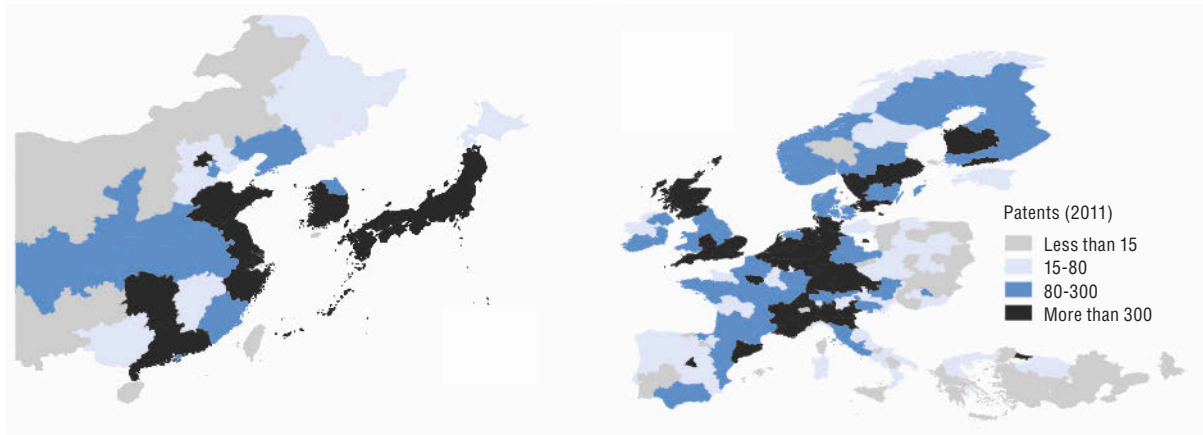 Patents (2011)
Less than 15
15-80
80-300
More than 300